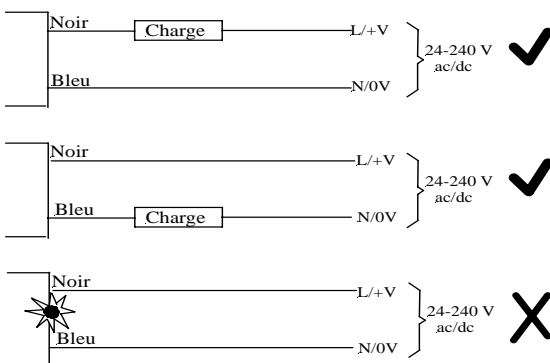 Noir Charge L/+V
24-240 V
ac/dc
Bleu N/0V
Noir L/+V
24-240 V
ac/dc
Bleu Charge N/0V
Noir L/+V
24-240 V
ac/dc
Bleu N/0V